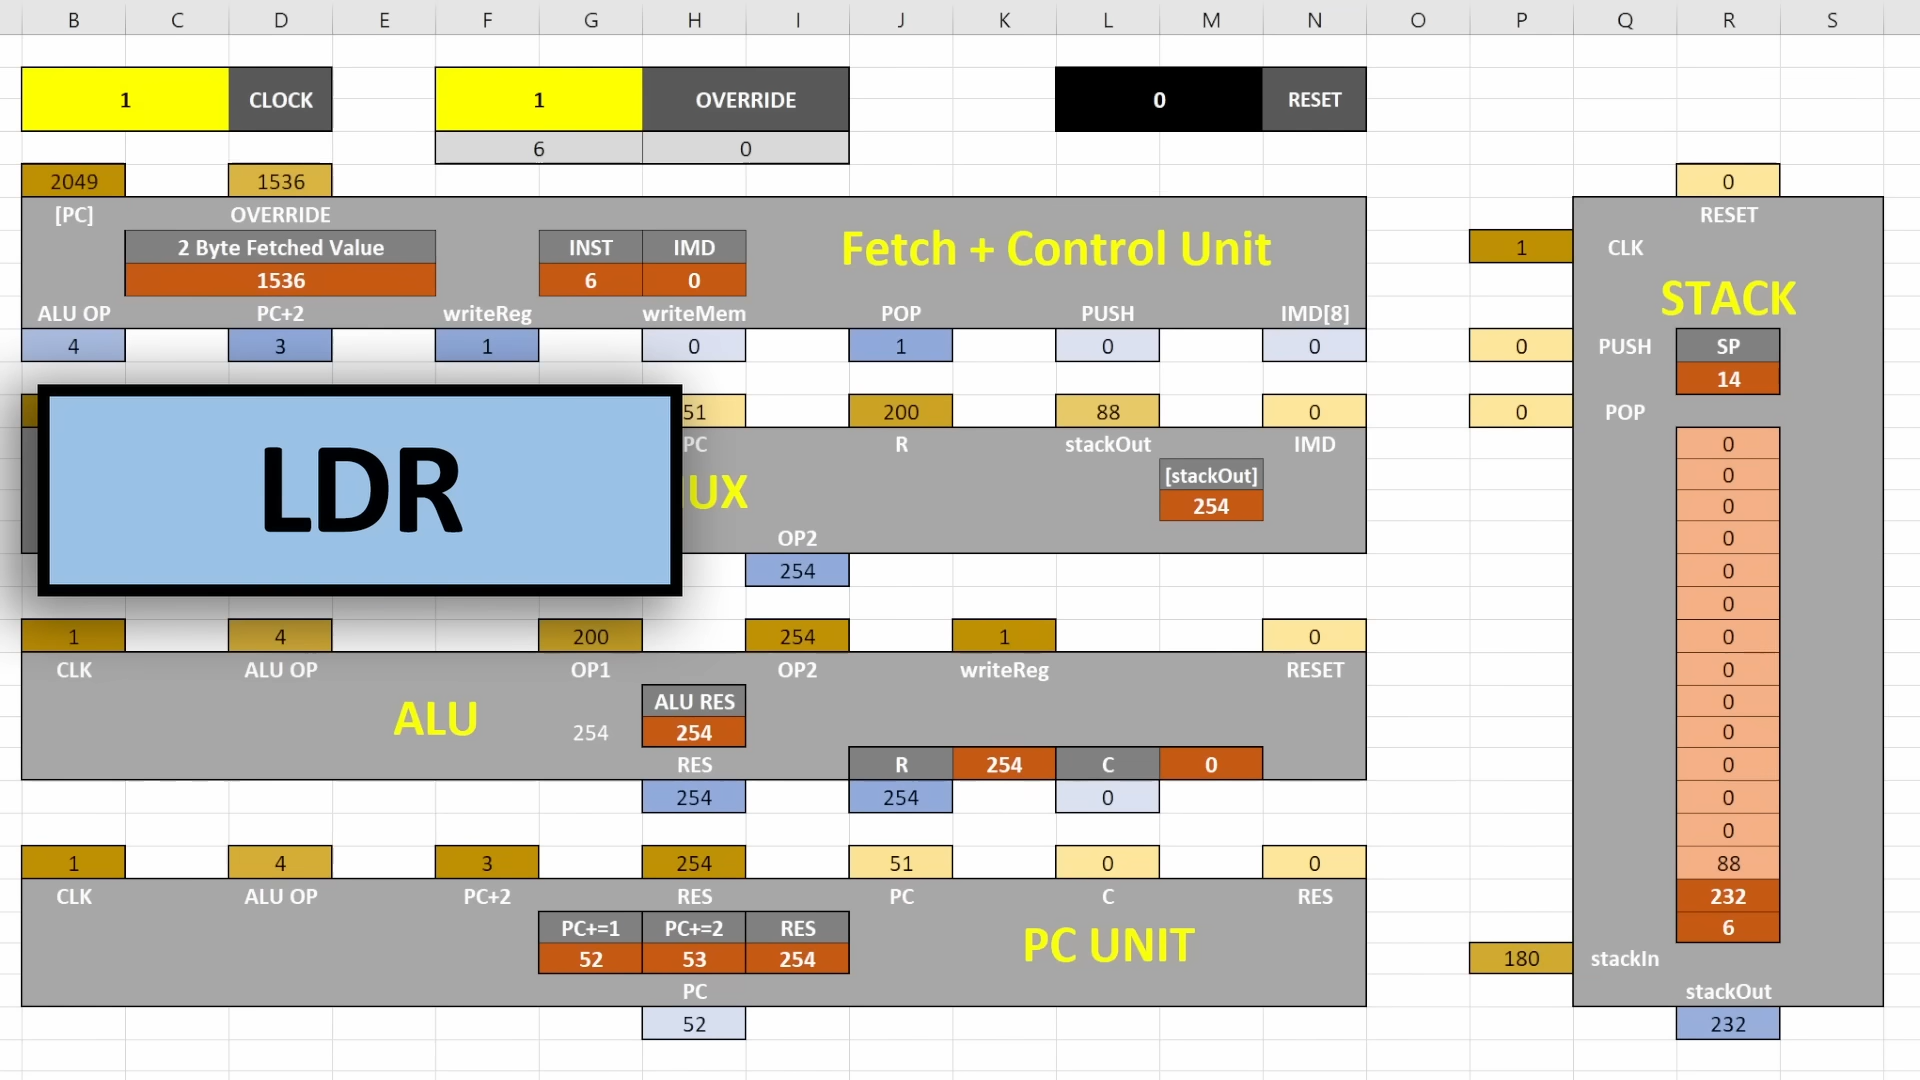 B C D E F G H I J K L M N O P Q R S
1 CLOCK 1 OVERRIDE 0 RESET
6 0
2049 1536 0
[PC] OVERRIDE RESET
2 Byte Fetched Value INST IMD Fetch + Control Unit 1 CLK
1536 6 0 STACK
ALU OP PC+2 writeReg writeMem POP PUSH IMD[8]
4 3 1 0 1 0 0 0 PUSH SP
14
51 200 88 0 0 POP
PC R stackOut IMD 0
LDR UX [stackOut] 0
254 0
OP2 0
254 0
0
1 4 200 254 1 0 0
CLK ALU OP OP1 OP2 writeReg RESET 0
ALU ALU RES 0
254 254 0
RES R 254 C 0 0
254 254 0 0
0
1 4 3 254 51 0 0 88
CLK ALU OP PC+2 RES PC C RES 232
PC+=1 PC+=2 RES PC UNIT 6
52 53 254 180 stackIn
PC stackOut
52 232